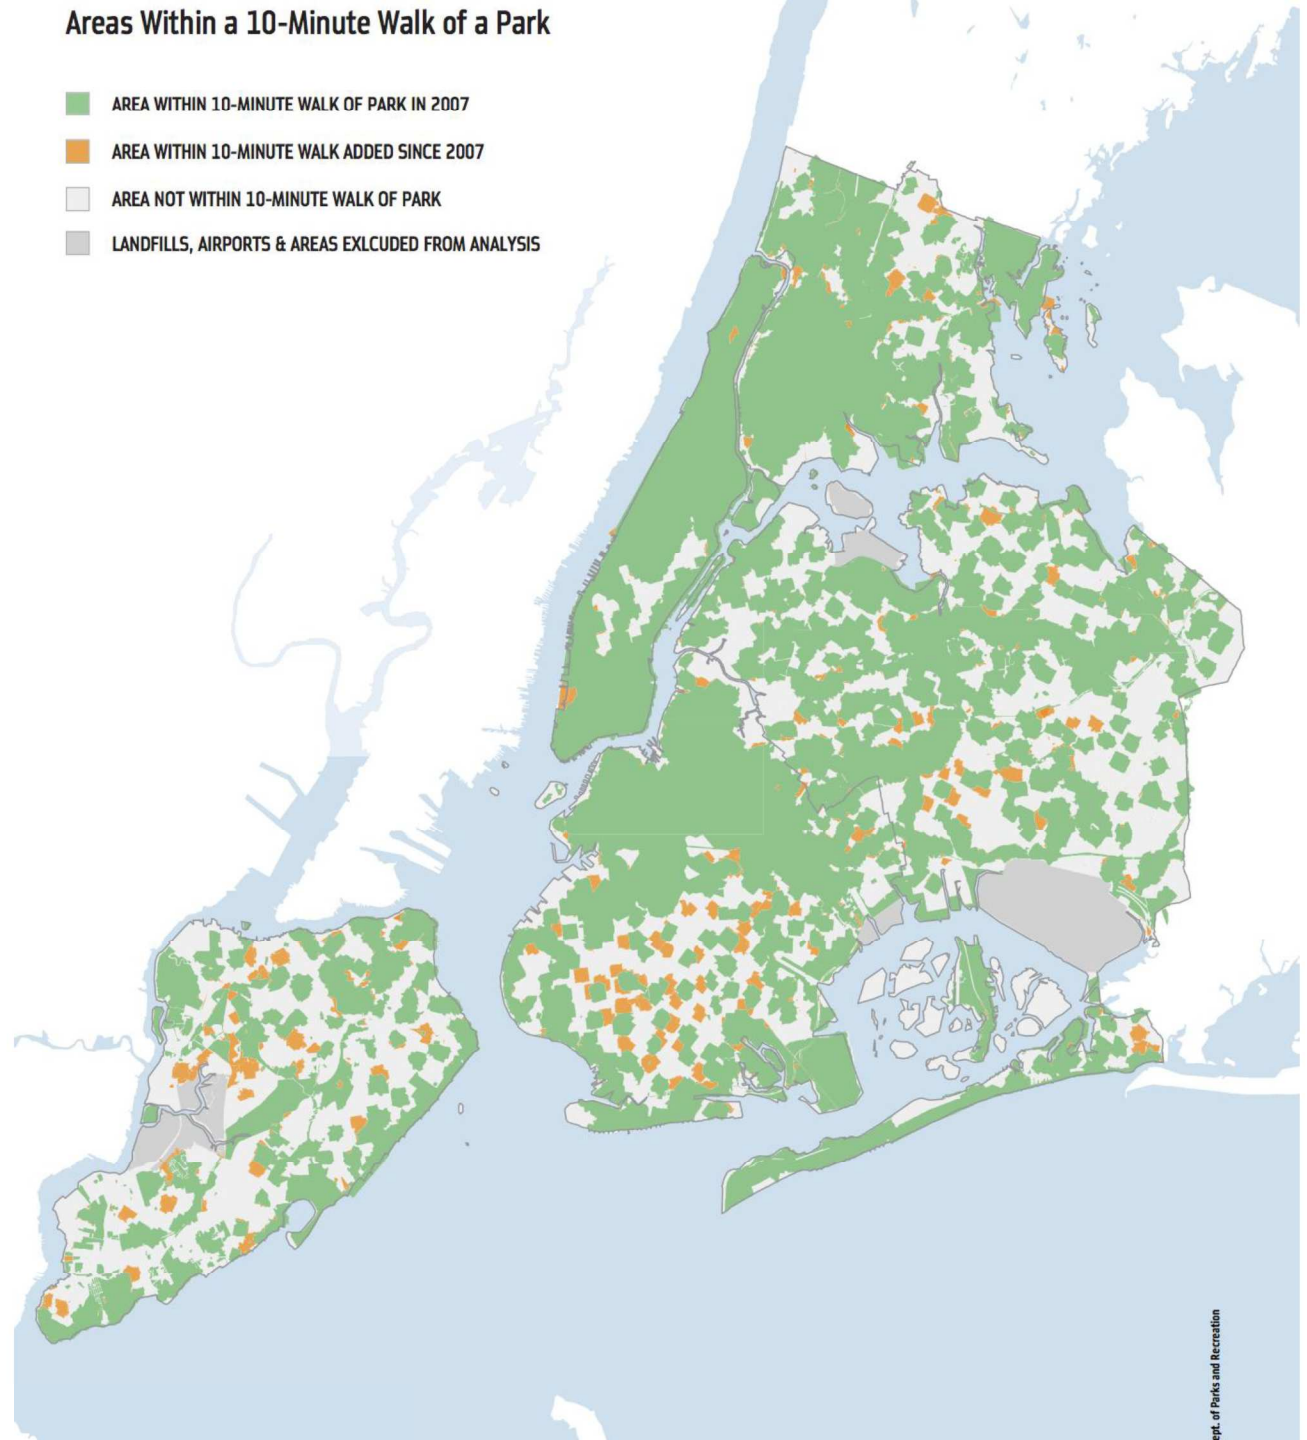 Areas Within a 10-Minute Walk of a Park
AREA WITHIN 10-MINUTE WALK OF PARK IN 2007
AREA WITHIN 10-MINUTE WALK ADDED SINCE 2007
AREA NOT WITHIN 10-MINUTE WALK OF PARK
LANDFILLS, AIRPORTS & AREAS EXLCUDED FROM ANALYSIS
ept. of Parks and Recreation